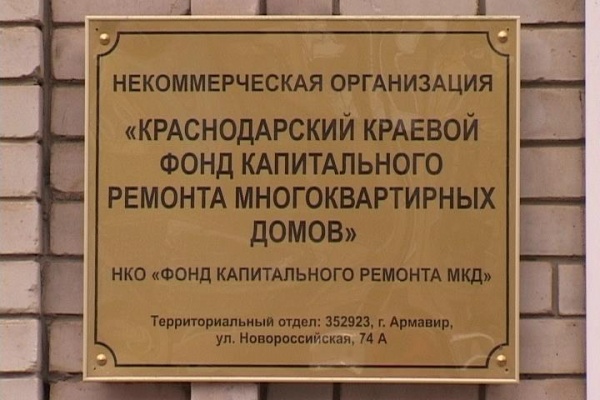 НЕКОММЕРЧЕСКАЯ ОРГАНИЗАЦИЯ
«КРАСНОДАРСКИЙ КРАЕВОЙ
ФОНД КАПИТАЛЬНОГО
РЕМОНТА МНОГОКВАРТИРНЫХ
ДОМОВ»
НКО «ФОНД КАПИТАЛЬНОГО РЕМОНТА МКД»
Территориальный отдел: 352923, г. Армавир,
ул. Новороссийская, 74 А